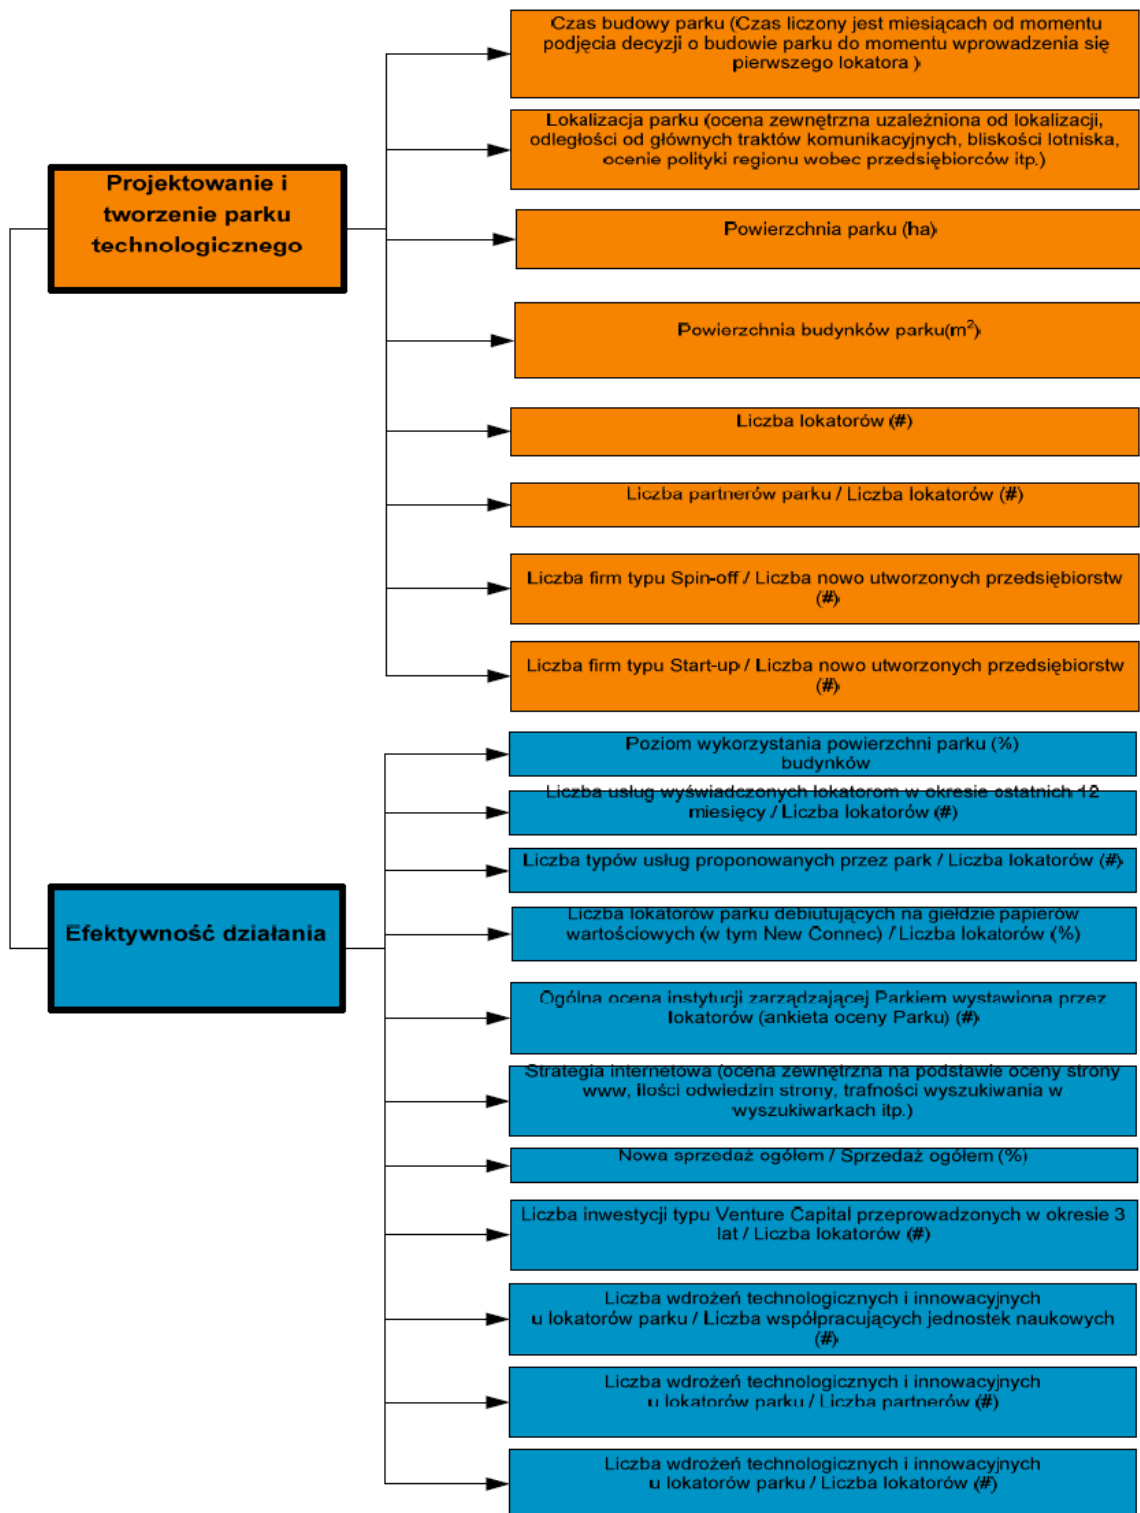 Czas budowy parku (Czas liczony jest miesiącach od momentu
podjęcia decyzji o budowie parku do momentu wprowadzenia się
pierwszego lokatora )
Lokalizacja parku (ocena zewnętrzna uzależniona od lokalizacji,
odległości od głównych traktów komunikacyjnych, bliskości lotniska,
ocenie polityki regionu wobec przedsiębiorców itp.)
Projektowanie i
tworzenie parku
technologicznego
Powierzchnia parku (ha)
Powierzchnia budynków parku(m²)
Liczba lokatorów (#)
Liczba partnerów parku / Liczba lokatorów (#)
Liczba firm typu Spin-off / Liczba nowo utworzonych przedsiębiorstw
(#)
Liczba firm typu Start-up / Liczba nowo utworzonych przedsiębiorstw
(#)
Poziom wykorzystania powierzchni parku (%)
budynków
Liczba usług wyświadczonych lokatorom w okresie ostatnich 12
miesięcy / Liczba lokatorów (#)
Liczba typów usług proponowanych przez park / Liczba lokatorów (#)
Efektywność działania
Liczba lokatorów parku debiutujących na giełdzie papierów
wartościowych (w tym New Connec) / Liczba lokatorów (%)
Ogólna ocena instytucji zarządzającej Parkiem wystawiona przez
lokatorów (ankieta oceny Parku) (#)
Strategia internetowa (ocena zewnętrzna na podstawie oceny strony
www, ilości odwiedzin strony, trafności wyszukiwania w
wyszukiwarkach itp.)
Nowa sprzedaż ogółem / Sprzedaż ogółem (%)
Liczba inwestycji typu Venture Capital przeprowadzonych w okresie 3
lat / Liczba lokatorów (#)
Liczba wdrożeń technologicznych i innowacyjnych
u lokatorów parku / Liczba współpracujących jednostek naukowych
(#)
Liczba wdrożeń technologicznych i innowacyjnych
u lokatorów parku / Liczba partnerów (#)
Liczba wdrożeń technologicznych i innowacyjnych
u lokatorów parku / Liczba lokatorów (#)